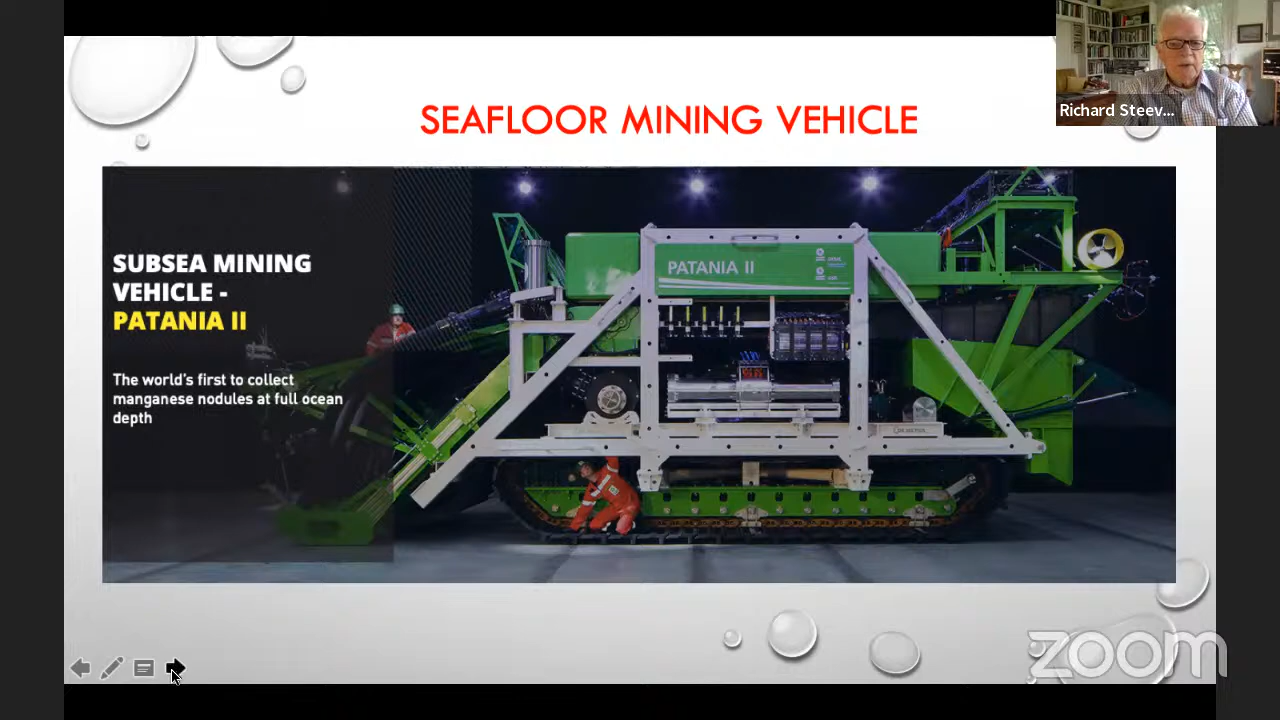 SEAFLOOR MINING VEHICLE
Richard Steev...
SUBSEA MINING
VEHICLE -
PATANIA II
The world's first to collect
manganese nodules at full ocean
depth
PATANIA II
zoom